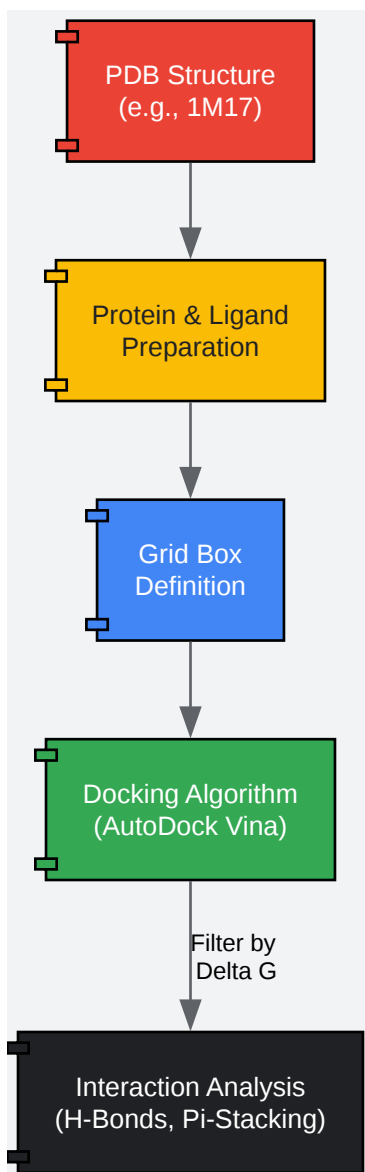 PDB Structure
(e.g., 1M17)
Protein & Ligand
Preparation
Grid Box
Definition
Docking Algorithm
(AutoDock Vina)
Filter by
Delta G
Interaction Analysis
(H-Bonds, Pi-Stacking)